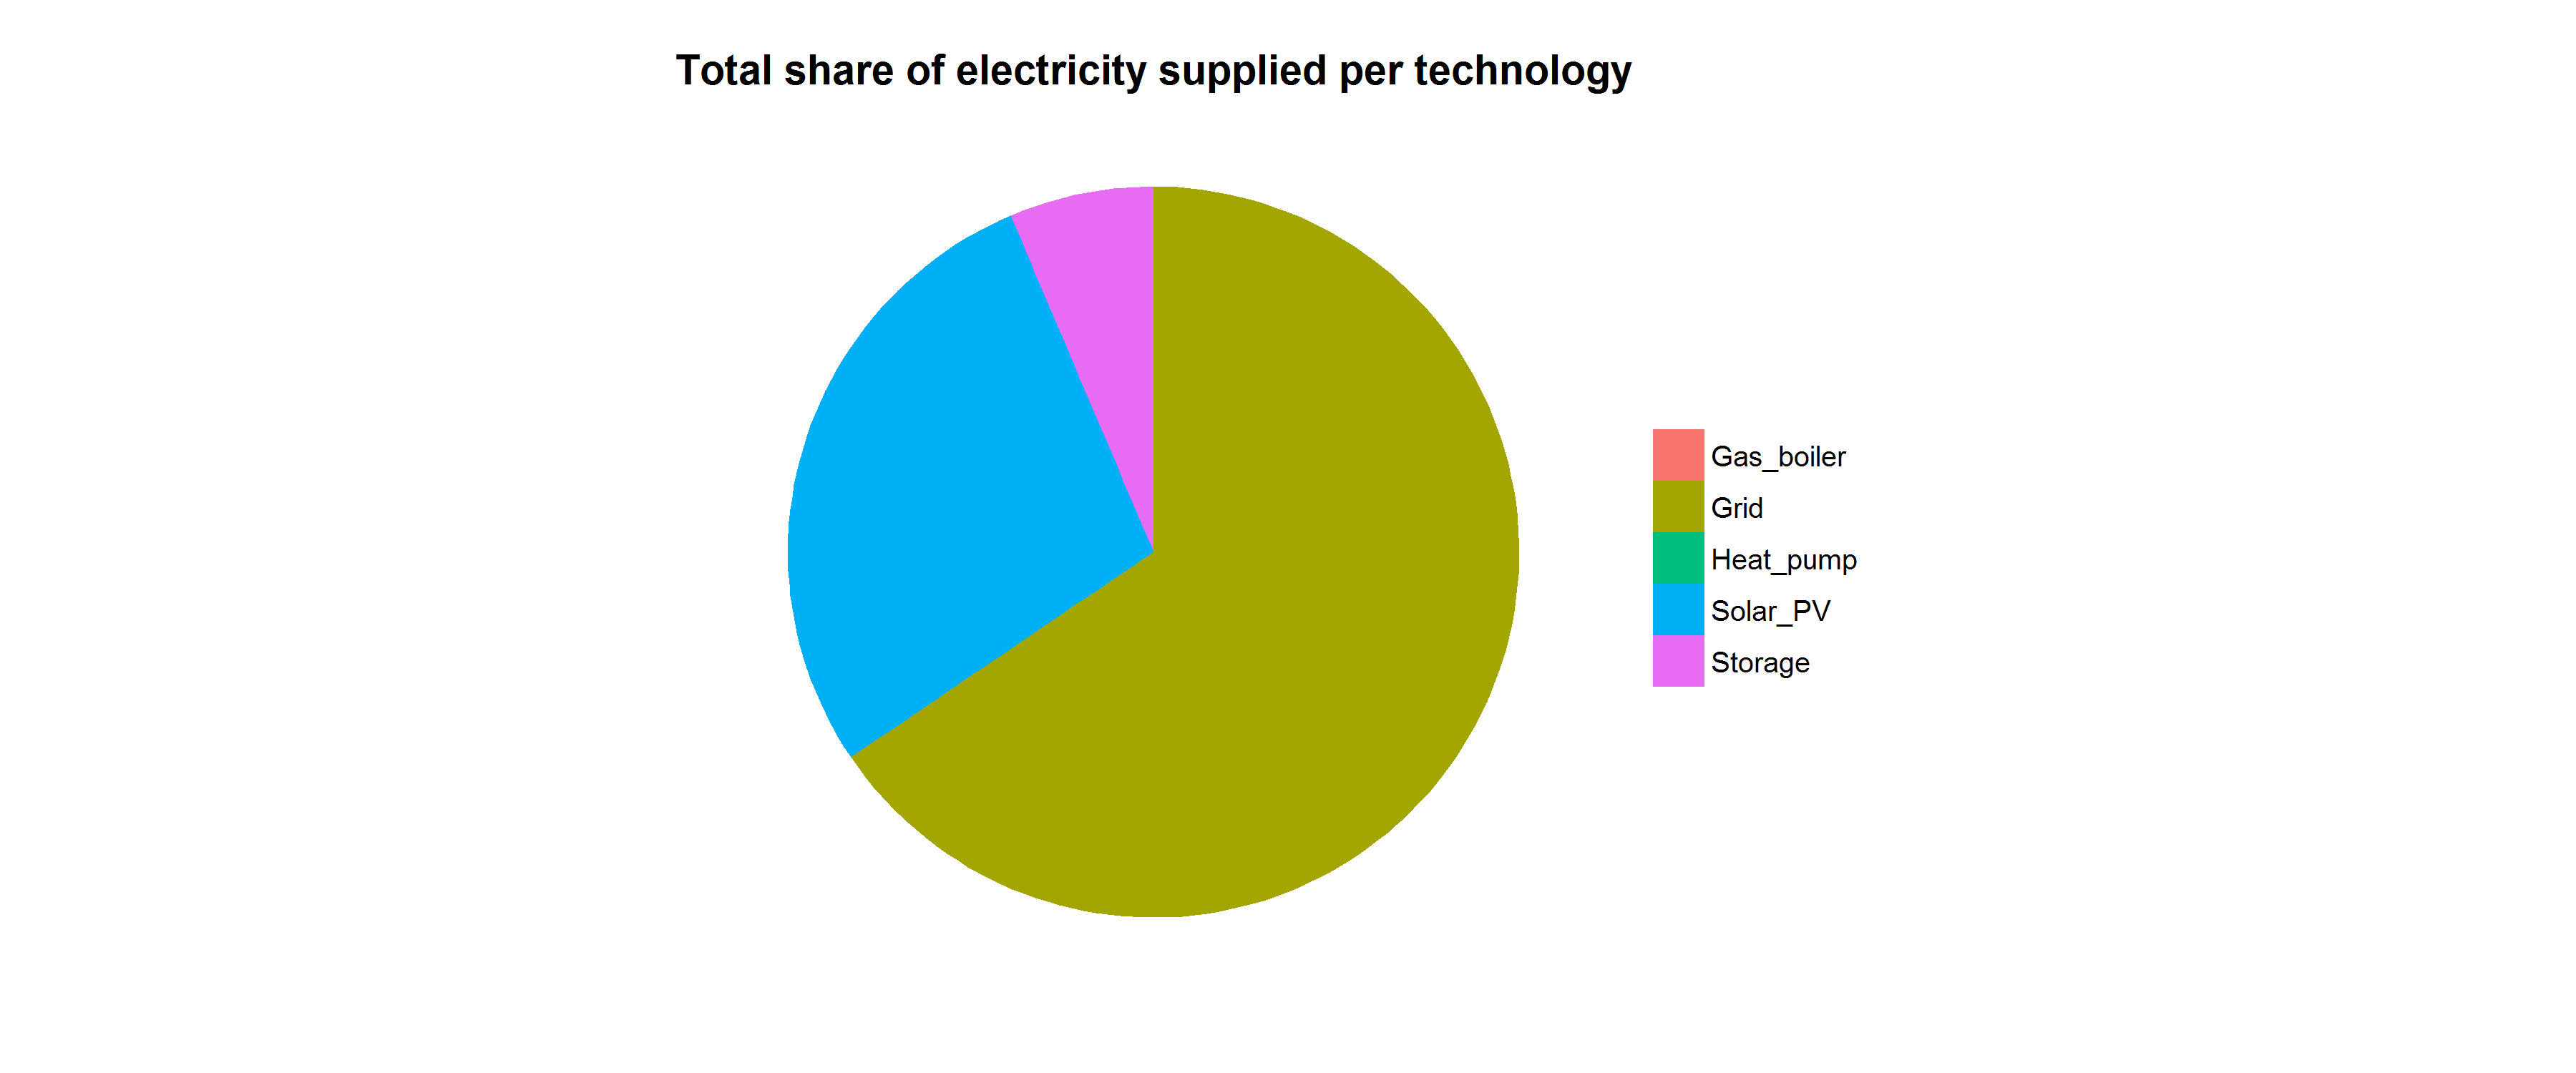 Total share of electricity supplied per technology
Gas_boiler
Grid
Heat_pump
Solar_PV
Storage